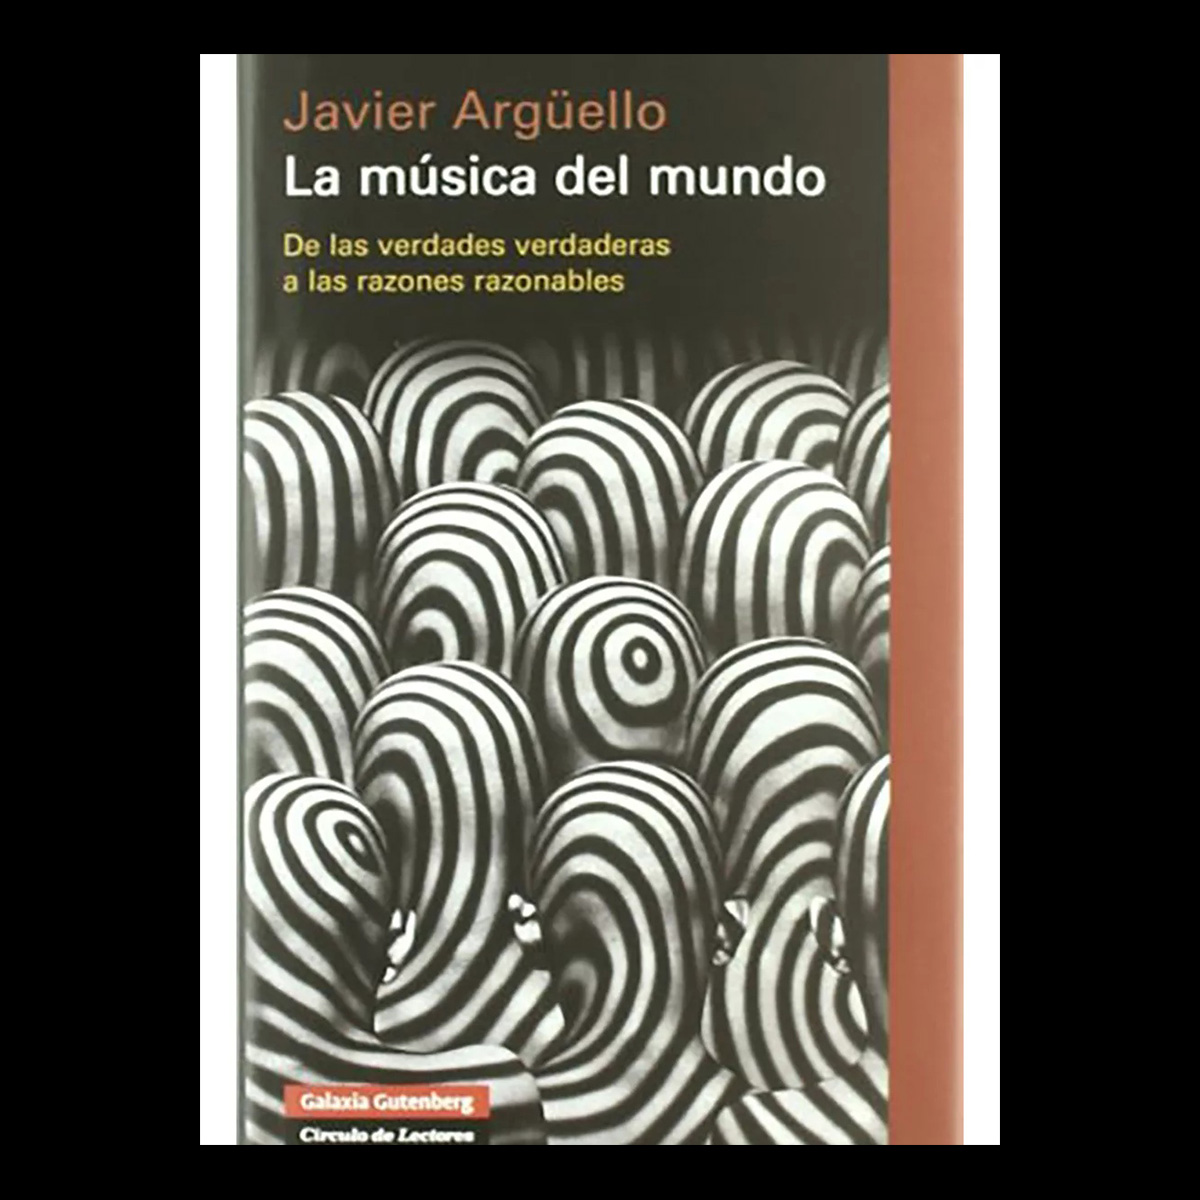 Javier Argüello
La música del mundo
De las verdades verdaderas
a las razones razonables
Galaxia Gutenberg
Círculo de Lectores